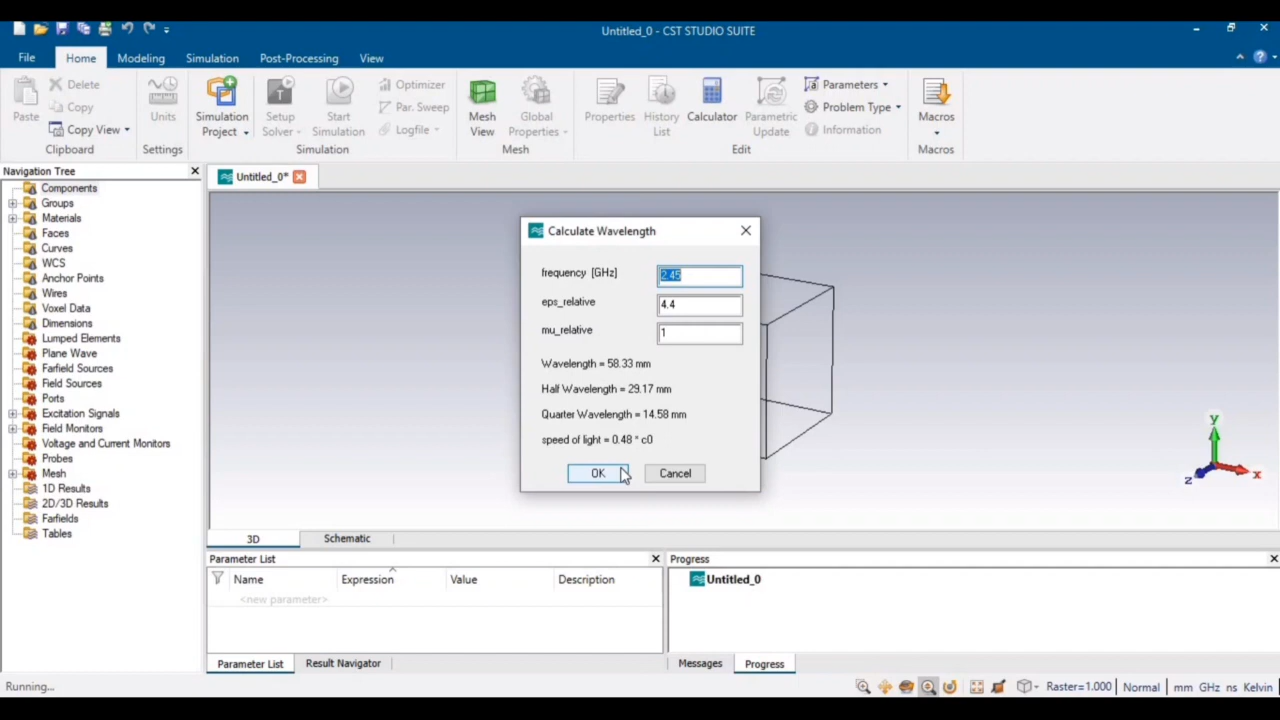 Untitled_0 - CST STUDIO SUITE
File Home Modeling Simulation Post-Processing View
Paste
Delete
Copy
Copy View
Clipboard
Units
Settings
Simulation Project
Setup Solver
Start Simulation
Optimizer
Par. Sweep
Logfile
Simulation
Mesh View
Global Properties
Mesh
Properties
History List
Calculator
Parametric Update
Parameters
Problem Type
Information
Edit
Macros
Macros
Navigation Tree
Components
Groups
Materials
Faces
Curves
WCS
Anchor Points
Wires
Voxel Data
Dimensions
Lumped Elements
Plane Wave
Farfield Sources
Field Sources
Ports
Excitation Signals
Field Monitors
Voltage and Current Monitors
Probes
Mesh
1D Results
2D/3D Results
Farfields
Tables
Untitled_0*
Calculate Wavelength
frequency [GHz] 2.45
eps_relative 4.4
mu_relative 1
Wavelength = 58.33 mm
Half Wavelength = 29.17 mm
Quarter Wavelength = 14.58 mm
speed of light = 0.48 * c0
OK Cancel
y
x
z
3D Schematic
Parameter List
Name Expression Value Description
<new parameter>
Parameter List Result Navigator
Progress
Untitled_0
Messages Progress
Running... Raster=1.000 Normal mm GHz ns Kelvin